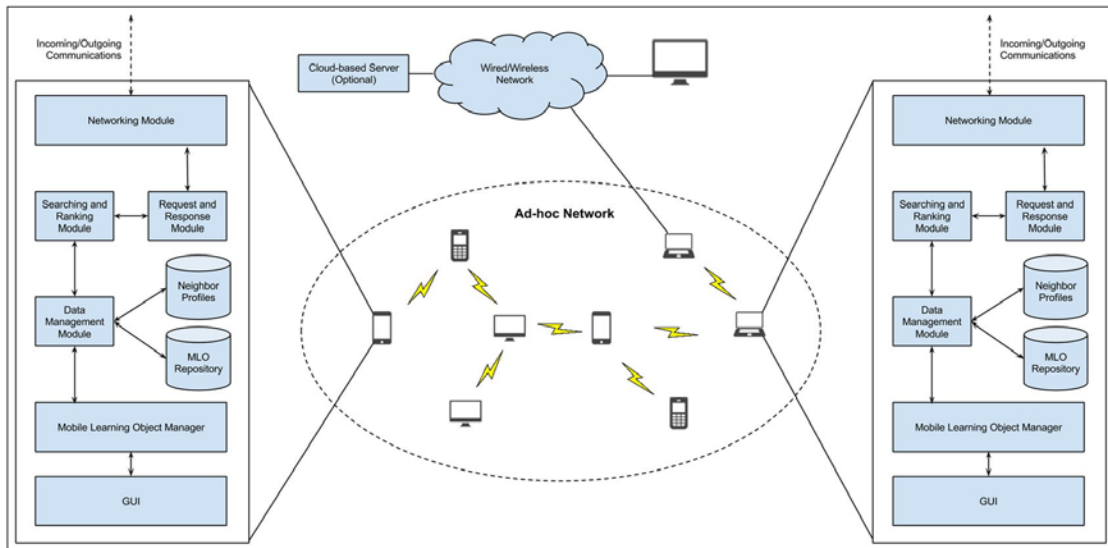 Incoming/Outgoing
Communications
Networking Module
Searching and
Ranking
Module
Request and
Response
Module
Data
Management
Module
Neighbor
Profiles
MLO
Repository
Mobile Learning Object Manager
GUI
Cloud-based Server
(Optional)
Wired/Wireless
Network
Ad-hoc Network
Incoming/Outgoing
Communications
Networking Module
Searching and
Ranking
Module
Request and
Response
Module
Data
Management
Module
Neighbor
Profiles
MLO
Repository
Mobile Learning Object Manager
GUI